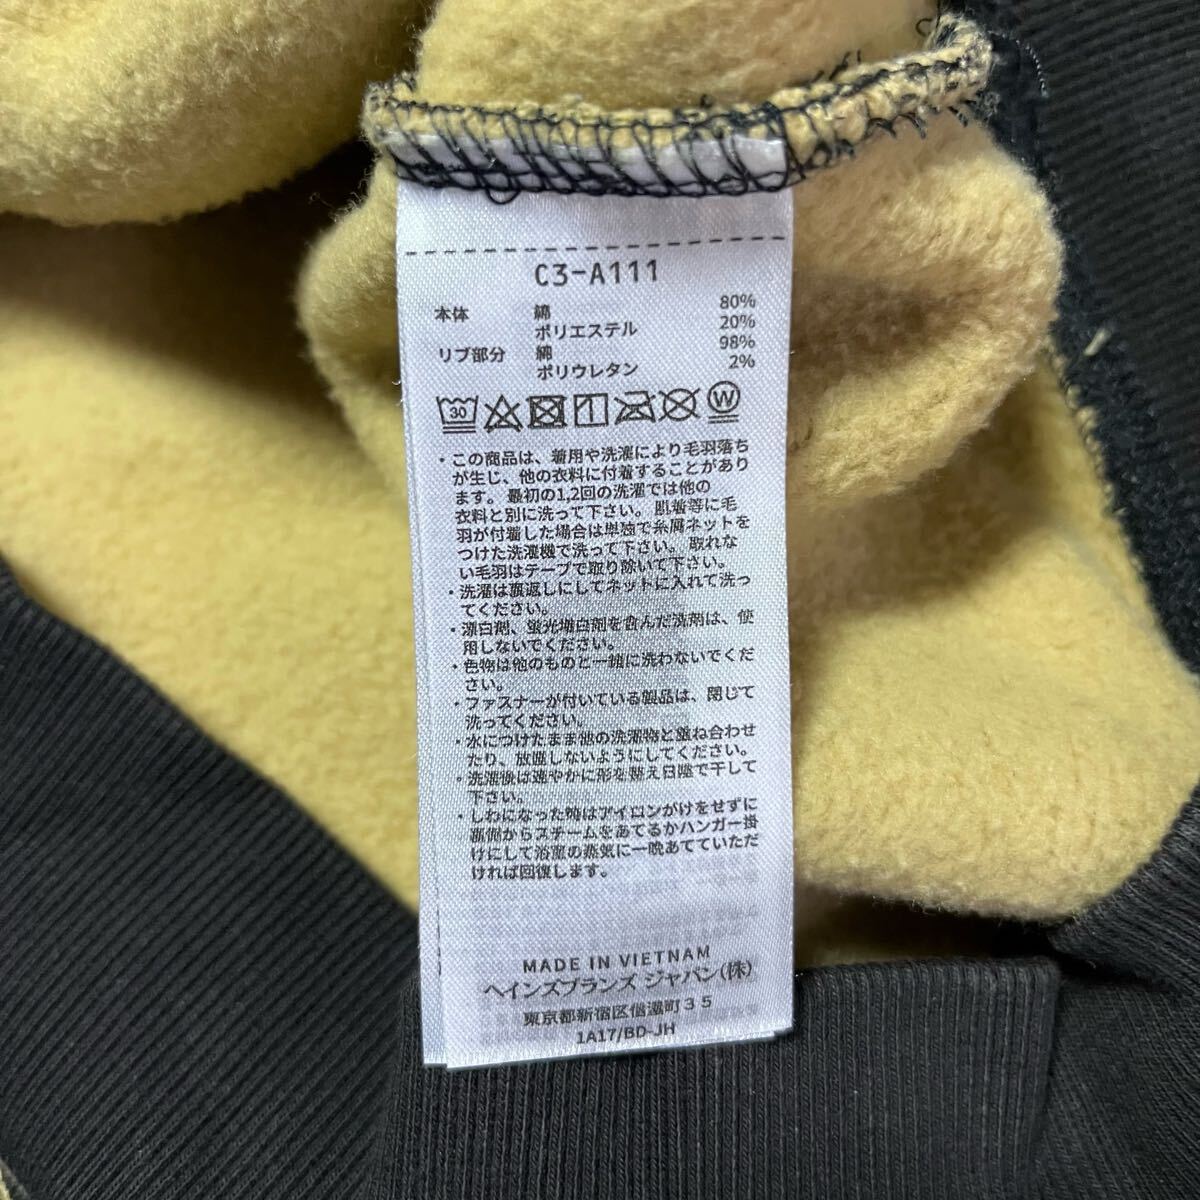 C3-A111
本体 綿 80%
ポリエステル 20%
リブ部分 綿 98%
ポリウレタン 2%
30 W
・この商品は、着用や洗濯により毛羽落ち
が生じ、他の衣料に付着することがあり
ます。最初の1,2回の洗濯では他の
衣料と別に洗って下さい。肌着等に毛
羽が付着した場合は単独で糸屑ネットを
つけた洗濯機で洗って下さい。取れな
い毛羽はテープで取り除いて下さい。
・洗濯は裏返しにしてネットに入れて洗っ
てください。
・漂白剤、蛍光増白剤を含んだ洗剤は、使
用しないでください。
・色物は他のものと一緒に洗わないでくだ
さい。
・ファスナーが付いている製品は、閉じて
洗ってください。
・水につけたまま他の洗濯物と重ね合わせ
たり、放置しないようにしてください。
・洗濯後は速やかに形を整え日陰で干して
下さい。
・しわになった時はアイロンがけをせずに
裏側からスチームをあてるかハンガー掛
けにして浴室の蒸気に一晩あてていただ
ければ回復します。
MADE IN VIETNAM
ヘインズブランズ ジャパン(株)
東京都新宿区信濃町35
1A17/BD-JH